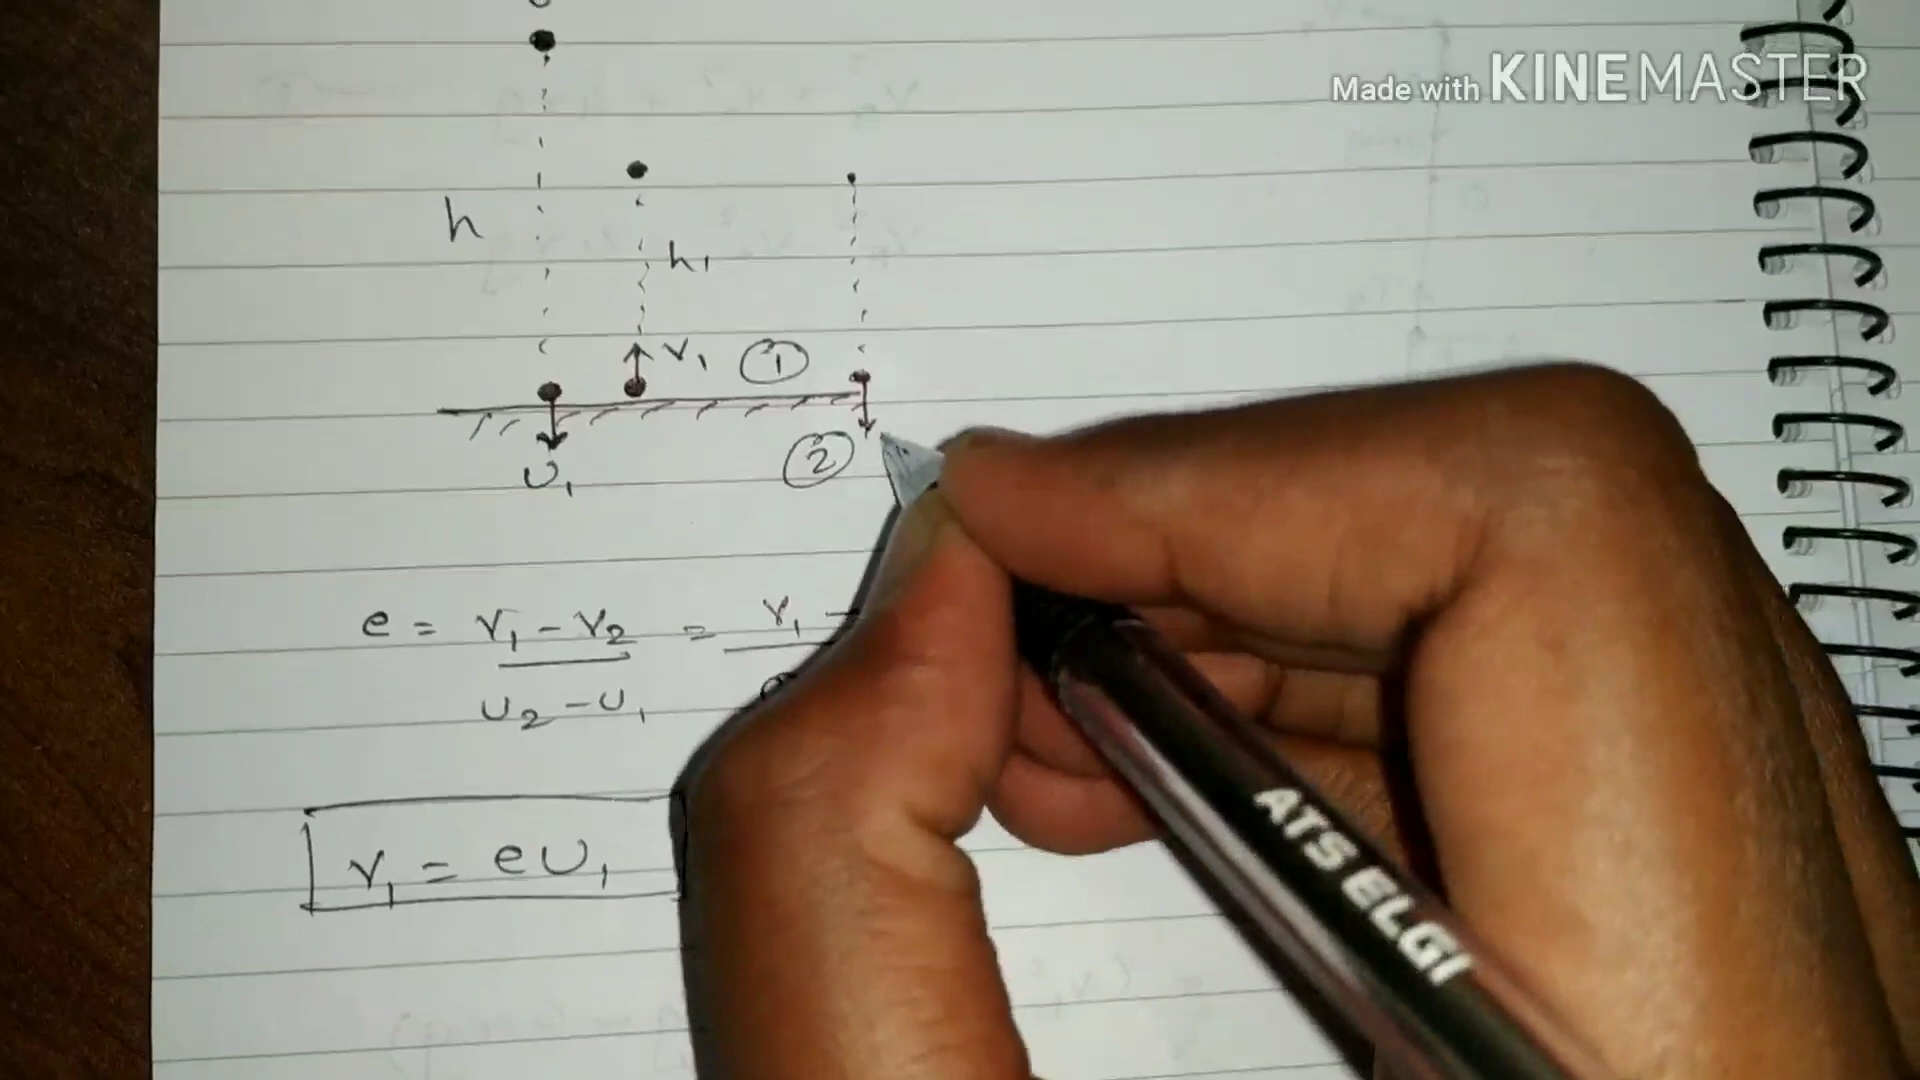 Made with KINEMASTER
h
h₁
v₁ ①
②
U₁
e = v₁ - v₂ = v₁ -
U₂ - U₁
v₁ = eU₁
ATS ELGI